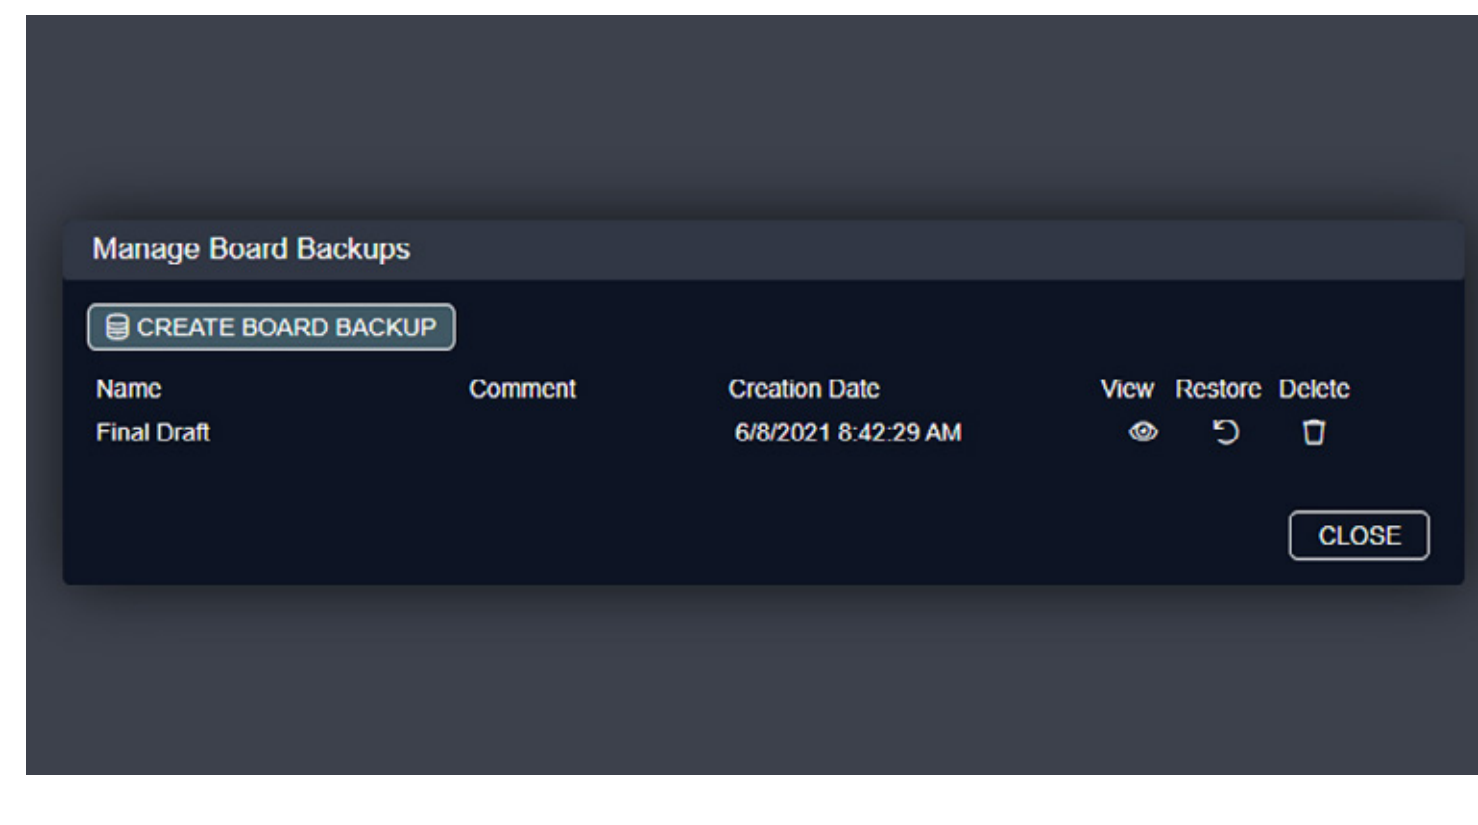 Manage Board Backups
CREATE BOARD BACKUP
Name Comment Creation Date View Restore Delete
Final Draft 6/8/2021 8:42:29 AM
CLOSE